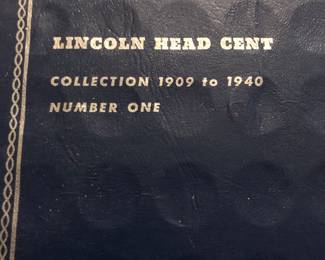 LINCOLN HEAD CENT
COLLECTION 1909 to 1940
NUMBER ONE